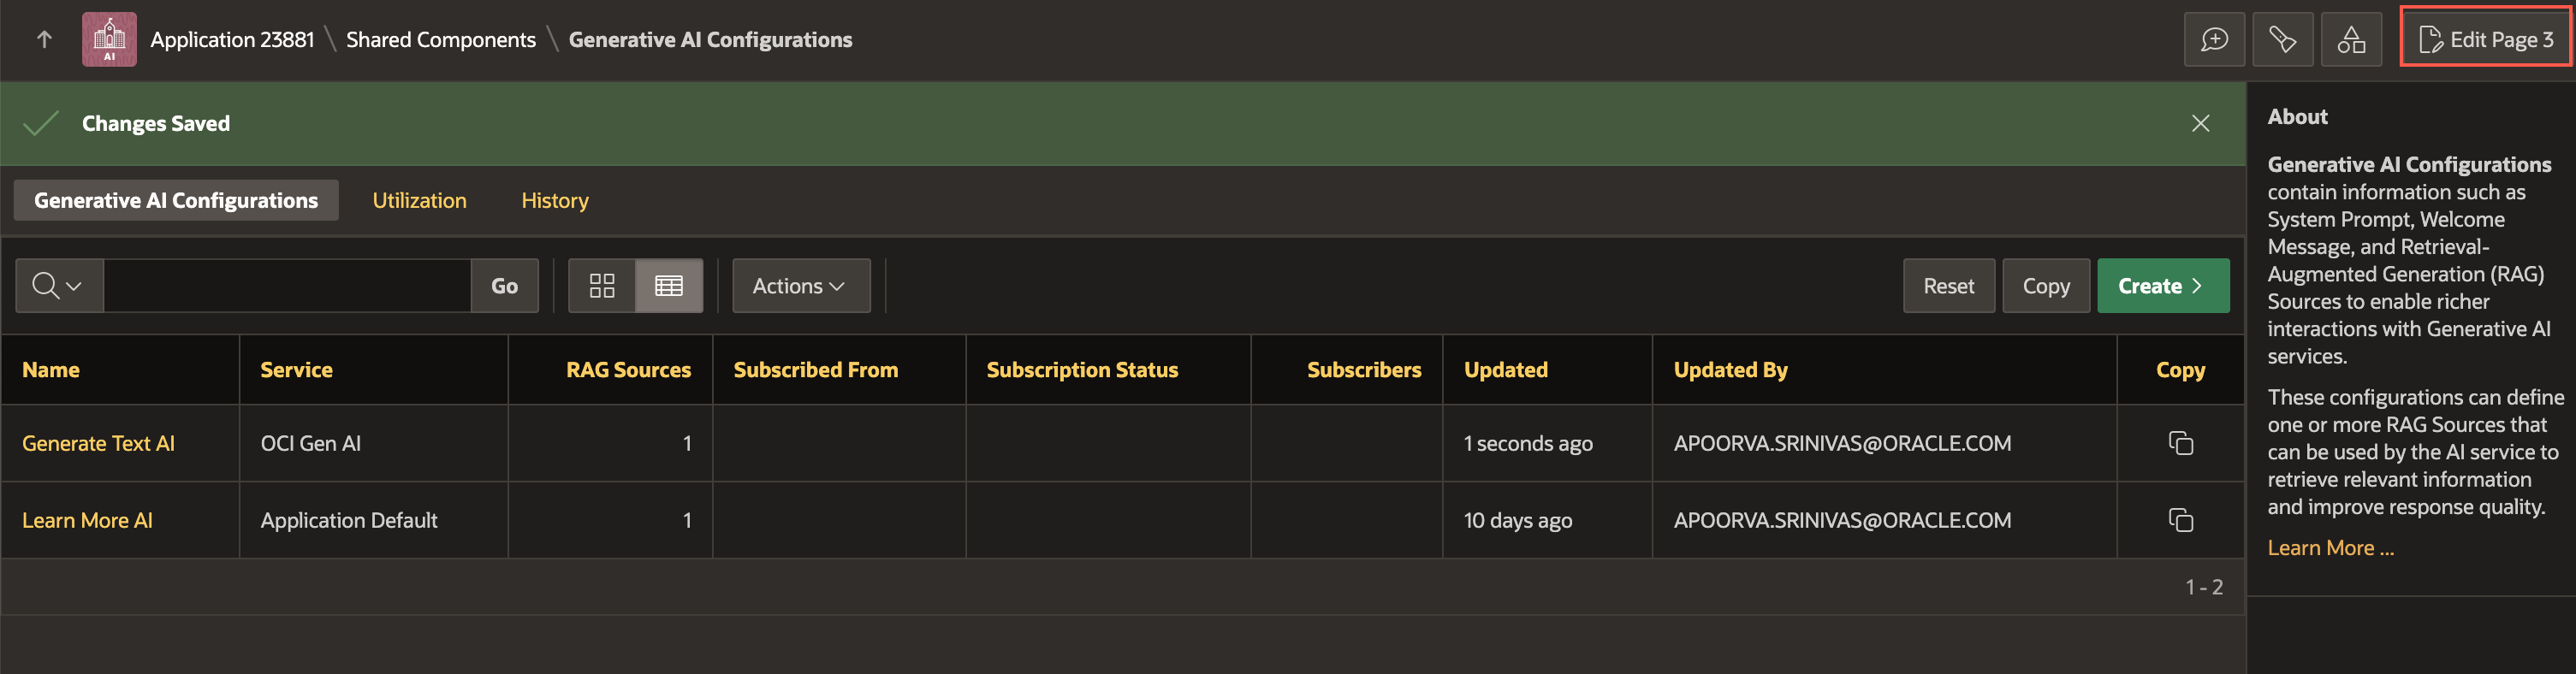 AI
Application 23881 \ Shared Components \ Generative AI Configurations
Edit Page 3
Changes Saved
Generative AI Configurations
Utilization
History
Go
Actions
Reset
Copy
Create
Name
Service
RAG Sources
Subscribed From
Subscription Status
Subscribers
Updated
Updated By
Copy
Generate Text AI
OCI Gen AI
1
1 seconds ago
APOORVA.SRINIVAS@ORACLE.COM
Learn More AI
Application Default
1
10 days ago
APOORVA.SRINIVAS@ORACLE.COM
1 - 2
About
Generative AI Configurations
contain information such as
System Prompt, Welcome
Message, and Retrieval-
Augmented Generation (RAG)
Sources to enable richer
interactions with Generative AI
services.
These configurations can define
one or more RAG Sources that
can be used by the AI service to
retrieve relevant information
and improve response quality.
Learn More ...